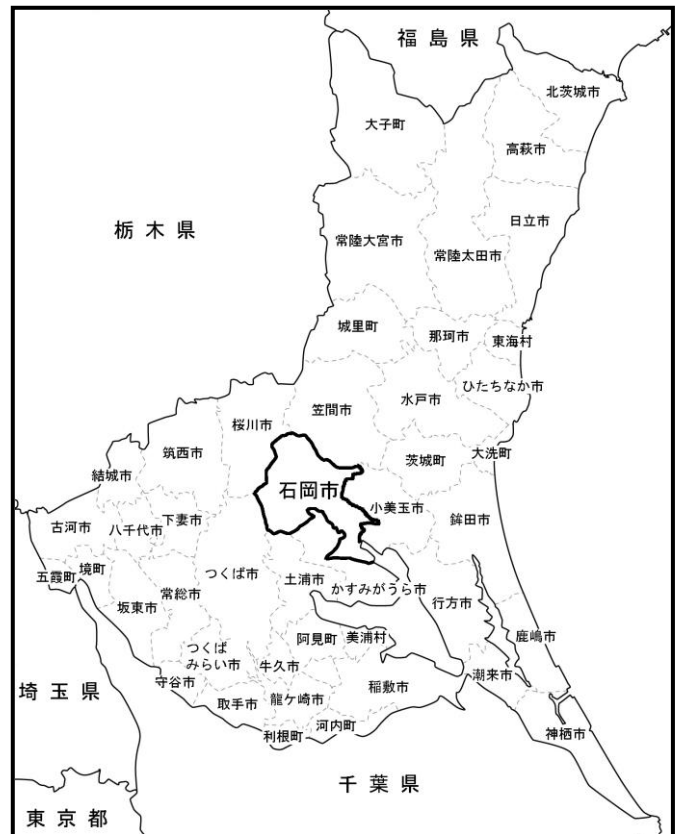 福島県
北茨城市
大子町
高萩市
栃木県
日立市
常陸大宮市
常陸太田市
城里町
那珂市
東海村
ひたちなか市
水戸市
笠間市
桜川市
大洗町
筑西市
茨城町
結城市
石岡市
小美玉市
鉾田市
古河市
八千代市
下妻市
五霞町
境町
つくば市
土浦市
かすみがうら市
坂東市
常総市
行方市
鹿嶋市
阿見町
美浦村
つくば
みらい市
牛久市
潮来市
守谷市
稲敷市
埼玉県
取手市
龍ケ崎市
河内町
利根町
神栖市
千葉県
東京都